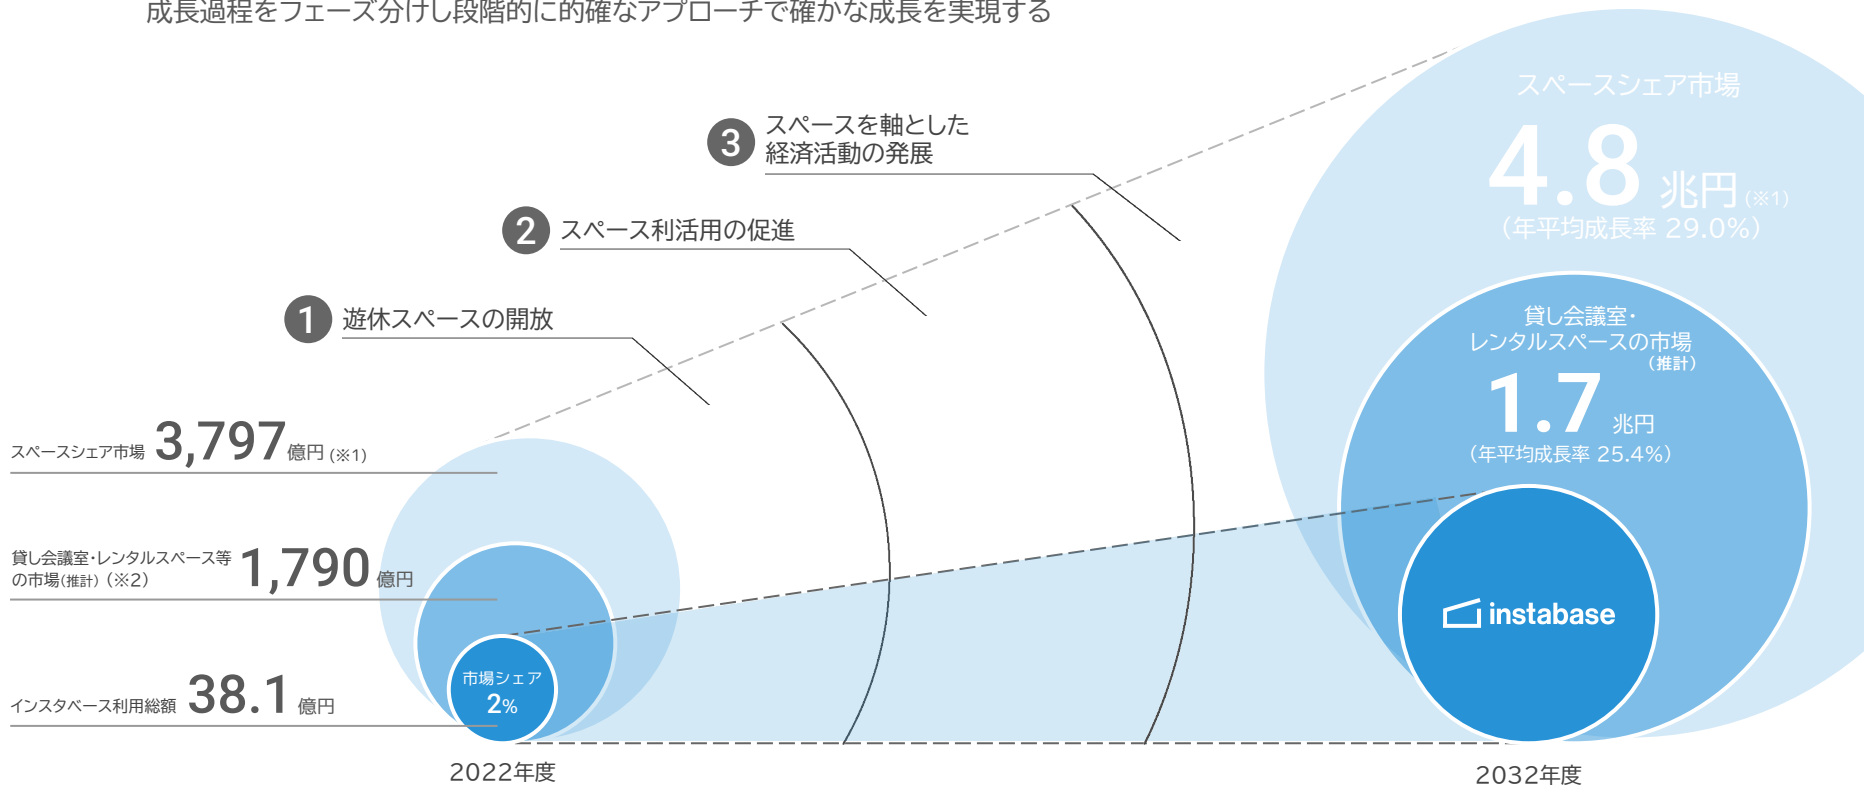 成長過程をフェーズ分けし段階的に的確なアプローチで確かな成長を実現する
スペースシェア市場
4.8 兆円(※1)
(年平均成長率 29.0%)
3 スペースを軸とした
経済活動の発展
2 スペース利活用の促進
1 遊休スペースの開放
貸し会議室・
レンタルスペースの市場
(推計)
1.7 兆円
(年平均成長率 25.4%)
スペースシェア市場 3,797億円 (※1)
貸し会議室・レンタルスペース等
の市場(推計) (※2)
1,790億円
インスタベース利用総額 38.1 億円
市場シェア
2%
instabase
2022年度
2032年度